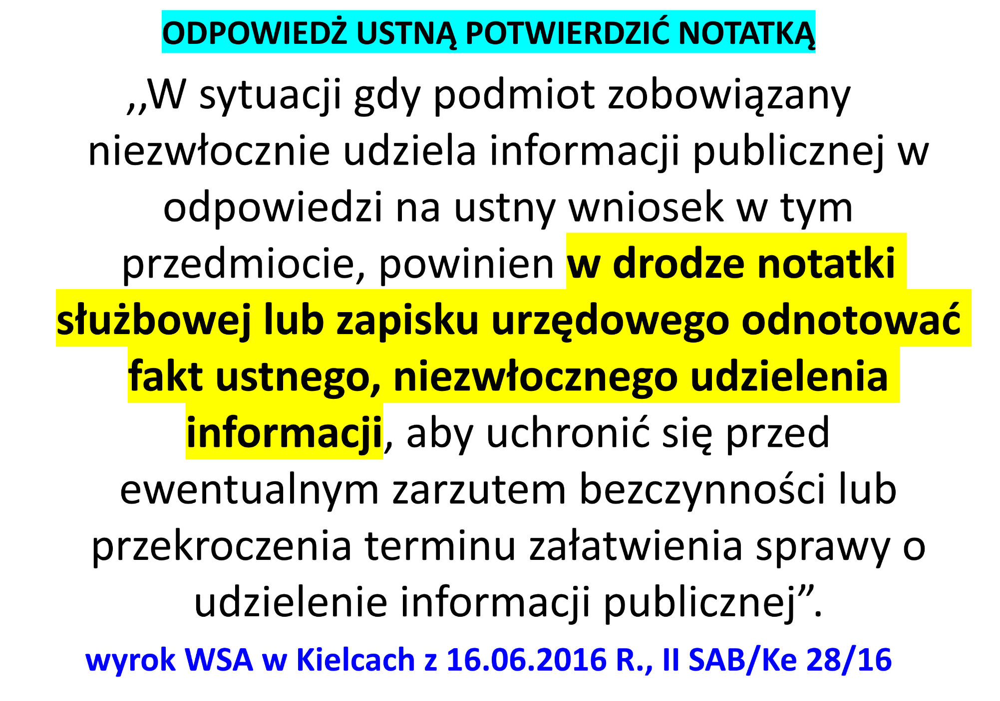 ODPOWIEDŻ USTNĄ POTWIERDZIĆ NOTATKĄ
,,W sytuacji gdy podmiot zobowiązany
niezwłocznie udziela informacji publicznej w
odpowiedzi na ustny wniosek w tym
przedmiocie, powinien w drodze notatki
służbowej lub zapisku urzędowego odnotować
fakt ustnego, niezwłocznego udzielenia
informacji, aby uchronić się przed
ewentualnym zarzutem bezczynności lub
przekroczenia terminu załatwienia sprawy o
udzielenie informacji publicznej”.
wyrok WSA w Kielcach z 16.06.2016 R., II SAB/Ke 28/16